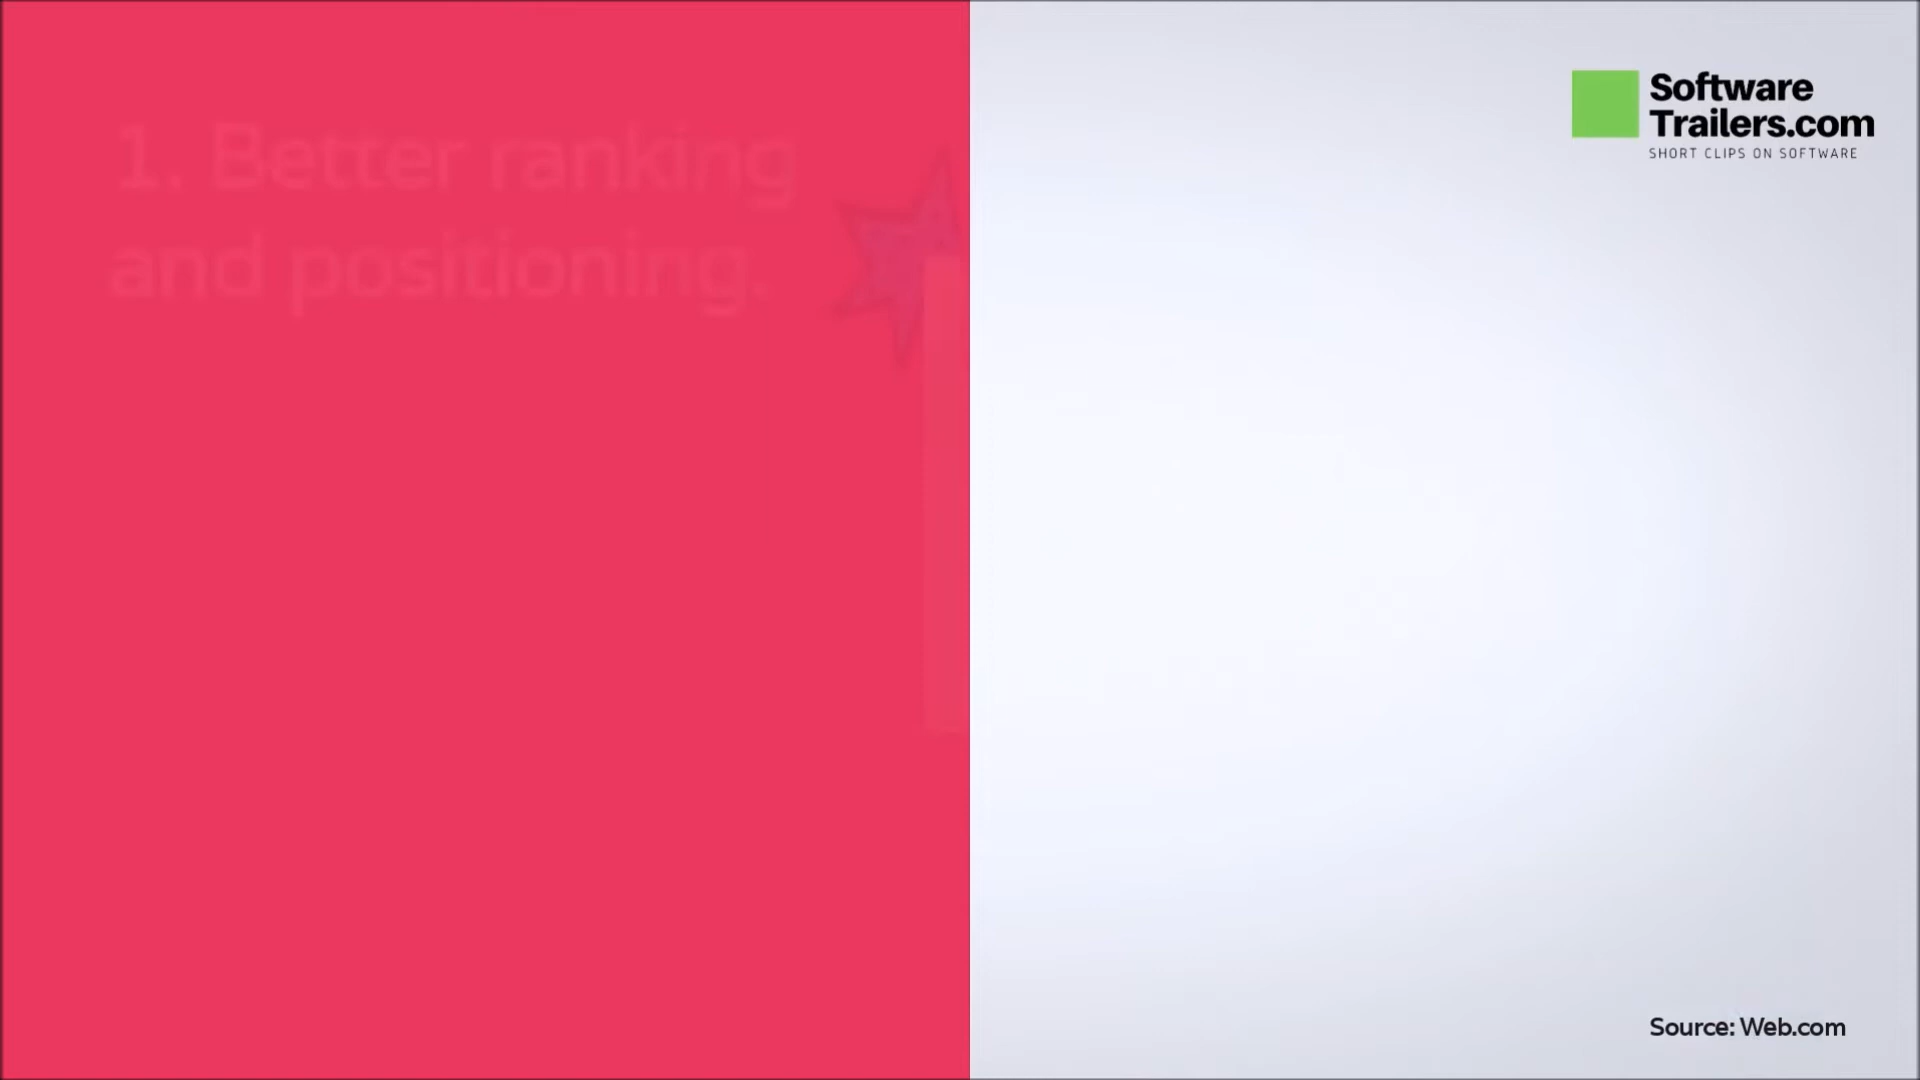 1. Better ranking
and positioning.
Software
Trailers.com
SHORT CLIPS ON SOFTWARE
Source: Web.com